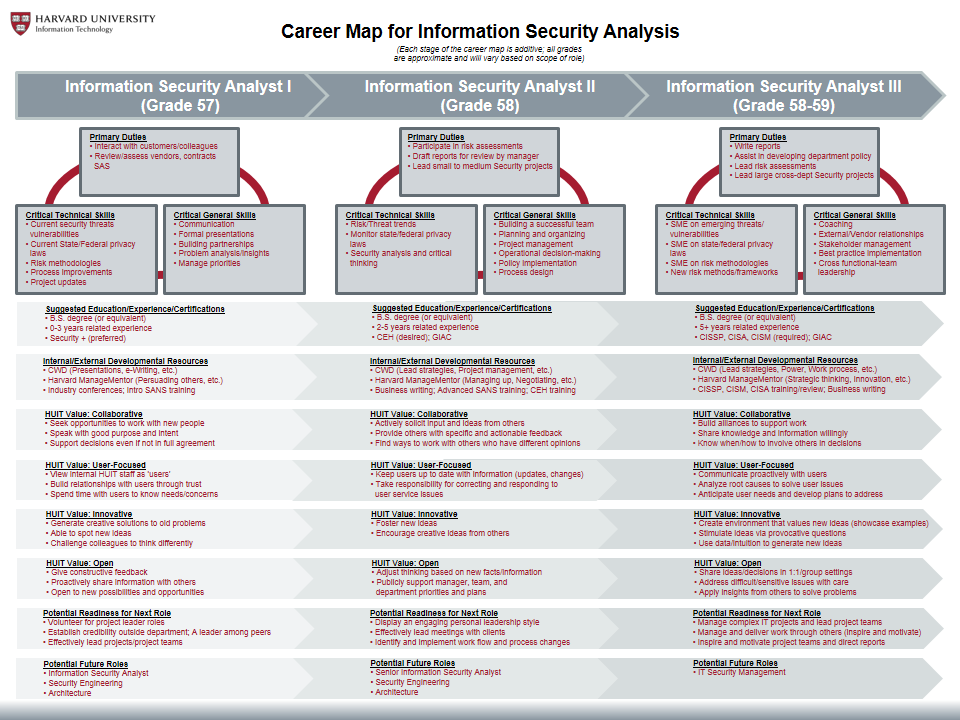 HARVARD UNIVERSITY
Information Technology
Career Map for Information Security Analysis
(Each stage of the career map is additive; all grades
are approximate and will vary based on scope of role)
Information Security Analyst I
(Grade 57)
Information Security Analyst II
(Grade 58)
Information Security Analyst III
(Grade 58-59)
Primary Duties
• Interact with customers/colleagues
• Review/assess vendors, contracts
SAS
Primary Duties
• Participate in risk assessments
• Draft reports for review by manager
• Lead small to medium Security projects
Primary Duties
• Write reports
• Assist in developing department policy
• Lead risk assessments
• Lead large cross-dept Security projects
Critical Technical Skills
• Current security threats
vulnerabilities
• Current State/Federal privacy
laws
• Risk methodologies
• Process improvements
• Project updates
Critical General Skills
• Communication
• Formal presentations
• Building partnerships
• Problem analysis/insights
• Manage priorities
Critical Technical Skills
• Risk/Threat trends
• Monitor state/federal privacy
laws
• Security analysis and critical
thinking
Critical General Skills
• Building a successful team
• Planning and organizing
• Project management
• Operational decision-making
• Policy implementation
• Process design
Critical Technical Skills
• SME on emerging threats/
vulnerabilities
• SME on state/federal privacy
laws
• SME on risk methodologies
• New risk methods/frameworks
Critical General Skills
• Coaching
• External/Vendor relationships
• Stakeholder management
• Best practice implementation
• Cross functional-team
leadership
Suggested Education/Experience/Certifications
• B.S. degree (or equivalent)
• 0-3 years related experience
• Security + (preferred)
Suggested Education/Experience/Certifications
• B.S. degree (or equivalent)
• 2-5 years related experience
• CEH (desired); GIAC
Suggested Education/Experience/Certifications
• B.S. degree (or equivalent)
• 5+ years related experience
• CISSP, CISA, CISM (required); GIAC
Internal/External Developmental Resources
• CWD (Presentations, e-Writing, etc.)
• Harvard ManageMentor (Persuading others, etc.)
• Industry conferences; Intro SANS training
Internal/External Developmental Resources
• CWD (Lead strategies, Project management, etc.)
• Harvard ManageMentor (Managing up, Negotiating, etc.)
• Business writing; Advanced SANS training; CEH training
Internal/External Developmental Resources
• CWD (Lead strategies, Power, Work process, etc.)
• Harvard ManageMentor (Strategic thinking, Innovation, etc.)
• CISSP, CISM, CISA training/review; Business writing
HUIT Value: Collaborative
• Seek opportunities to work with new people
• Speak with good purpose and intent
• Support decisions even if not in full agreement
HUIT Value: Collaborative
• Actively solicit input and ideas from others
• Provide others with specific and actionable feedback
• Find ways to work with others who have different opinions
HUIT Value: Collaborative
• Build alliances to support work
• Share knowledge and information willingly
• Know when/how to involve others in decisions
HUIT Value: User-Focused
• View internal HUIT staff as 'users'
• Build relationships with users through trust
• Spend time with users to know needs/concerns
HUIT Value: User-Focused
• Keep users up to date with information (updates, changes)
• Take responsibility for correcting and responding to
user service issues
HUIT Value: User-Focused
• Communicate proactively with users
• Analyze root causes to solve user issues
• Anticipate user needs and develop plans to address
HUIT Value: Innovative
• Generate creative solutions to old problems
• Able to spot new ideas
• Challenge colleagues to think differently
HUIT Value: Innovative
• Foster new ideas
• Encourage creative ideas from others
HUIT Value: Innovative
• Create environment that values new ideas (showcase examples)
• Stimulate ideas via provocative questions
• Use data/intuition to generate new ideas
HUIT Value: Open
• Give constructive feedback
• Proactively share information with others
• Open to new possibilities and opportunities
HUIT Value: Open
• Adjust thinking based on new facts/information
• Publicly support manager, team, and
department priorities and plans
HUIT Value: Open
• Share ideas/decisions in 1:1/group settings
• Address difficult/sensitive issues with care
• Apply insights from others to solve problems
Potential Readiness for Next Role
• Volunteer for project leader roles
• Establish credibility outside department; A leader among peers
• Effectively lead projects/project teams
Potential Readiness for Next Role
• Display an engaging personal leadership style
• Effectively lead meetings with clients
• Identify and implement work flow and process changes
Potential Readiness for Next Role
• Manage complex IT projects and lead project teams
• Manage and deliver work through others (inspire and motivate)
• Inspire and motivate project teams and direct reports
Potential Future Roles
• Information Security Analyst
• Security Engineering
• Architecture
Potential Future Roles
• Senior Information Security Analyst
• Security Engineering
• Architecture
Potential Future Roles
• IT Security Management